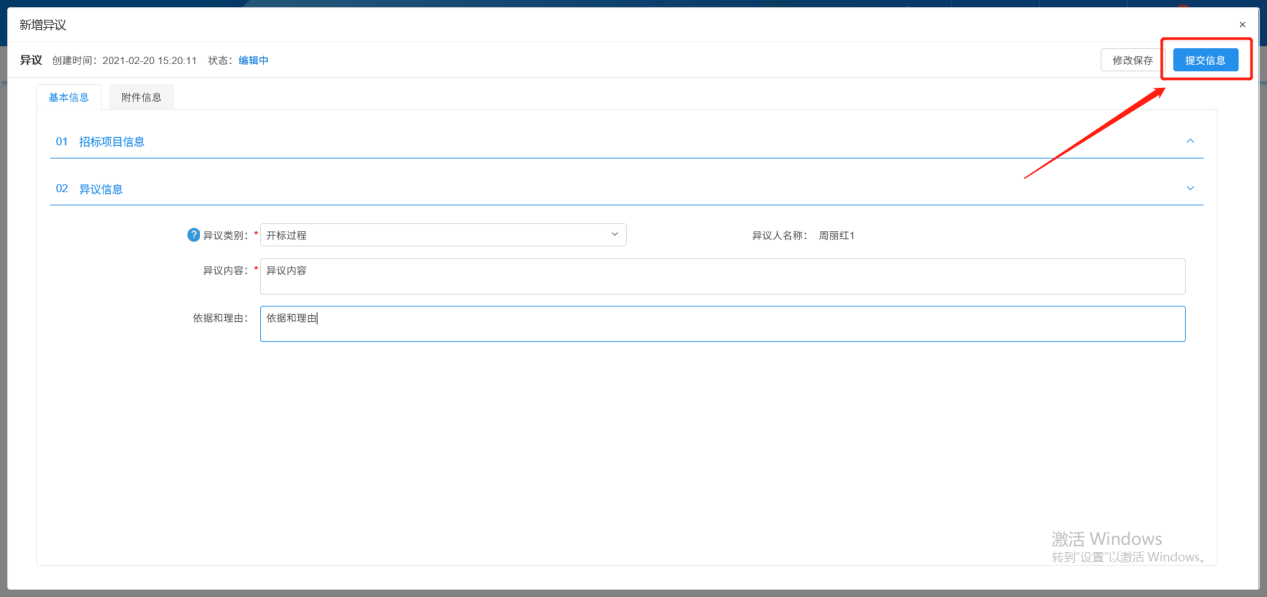 新增异议 ×
异议 创建时间：2021-02-20 15:20:11 状态：编辑中 修改保存 提交信息
基本信息 附件信息
01 招标项目信息
02 异议信息
? 异议类别：* 开标过程 异议人名称： 周丽红1
异议内容：* 异议内容
依据和理由： 依据和理由
激活 Windows
转到"设置"以激活 Windows。